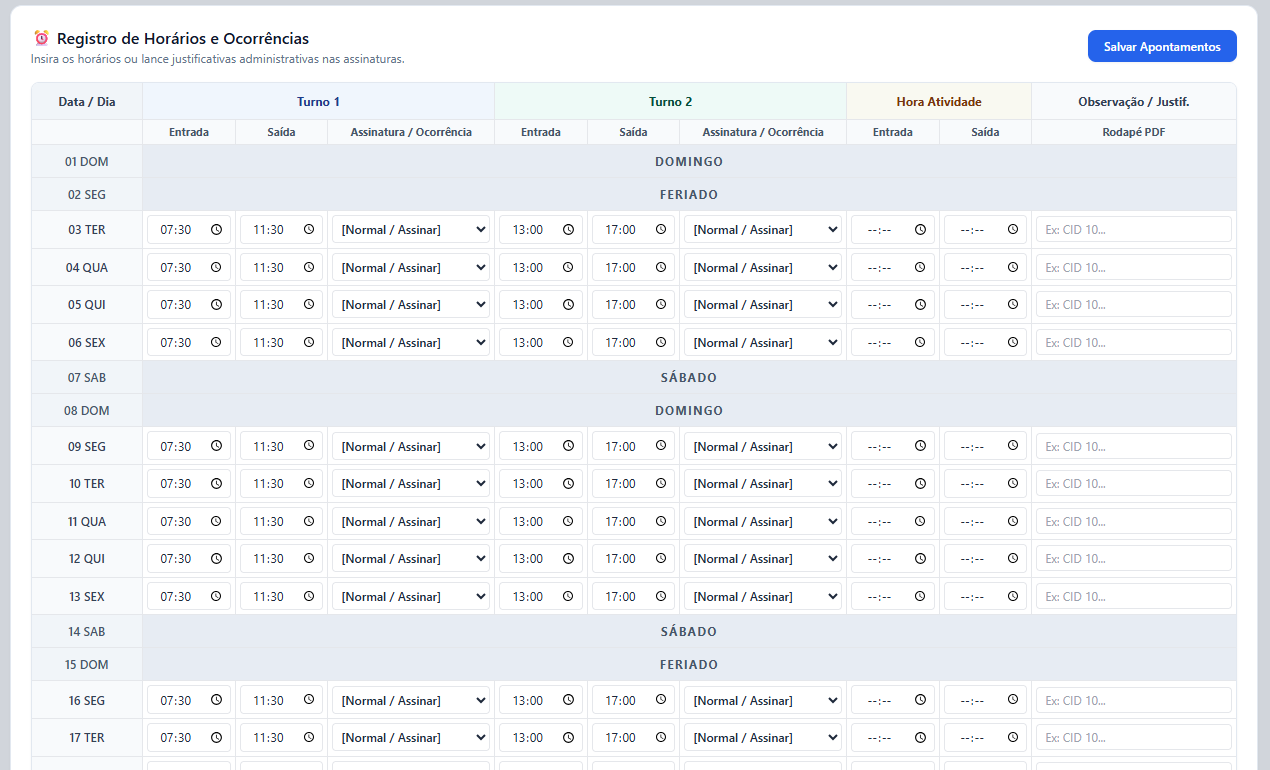 Registro de Horários e Ocorrências
Salvar Apontamentos
Insira os horários ou lance justificativas administrativas nas assinaturas.
Data / Dia Turno 1 Turno 2 Hora Atividade Observação / Justif.
Entrada Saída Assinatura / Ocorrência Entrada Saída Assinatura / Ocorrência Entrada Saída Rodapé PDF
01 DOM DOMINGO
02 SEG FERIADO
03 TER 07:30 11:30 [Normal / Assinar] 13:00 17:00 [Normal / Assinar] --:-- --:-- Ex: CID 10...
04 QUA 07:30 11:30 [Normal / Assinar] 13:00 17:00 [Normal / Assinar] --:-- --:-- Ex: CID 10...
05 QUI 07:30 11:30 [Normal / Assinar] 13:00 17:00 [Normal / Assinar] --:-- --:-- Ex: CID 10...
06 SEX 07:30 11:30 [Normal / Assinar] 13:00 17:00 [Normal / Assinar] --:-- --:-- Ex: CID 10...
07 SAB SÁBADO
08 DOM DOMINGO
09 SEG 07:30 11:30 [Normal / Assinar] 13:00 17:00 [Normal / Assinar] --:-- --:-- Ex: CID 10...
10 TER 07:30 11:30 [Normal / Assinar] 13:00 17:00 [Normal / Assinar] --:-- --:-- Ex: CID 10...
11 QUA 07:30 11:30 [Normal / Assinar] 13:00 17:00 [Normal / Assinar] --:-- --:-- Ex: CID 10...
12 QUI 07:30 11:30 [Normal / Assinar] 13:00 17:00 [Normal / Assinar] --:-- --:-- Ex: CID 10...
13 SEX 07:30 11:30 [Normal / Assinar] 13:00 17:00 [Normal / Assinar] --:-- --:-- Ex: CID 10...
14 SAB SÁBADO
15 DOM FERIADO
16 SEG 07:30 11:30 [Normal / Assinar] 13:00 17:00 [Normal / Assinar] --:-- --:-- Ex: CID 10...
17 TER 07:30 11:30 [Normal / Assinar] 13:00 17:00 [Normal / Assinar] --:-- --:-- Ex: CID 10...